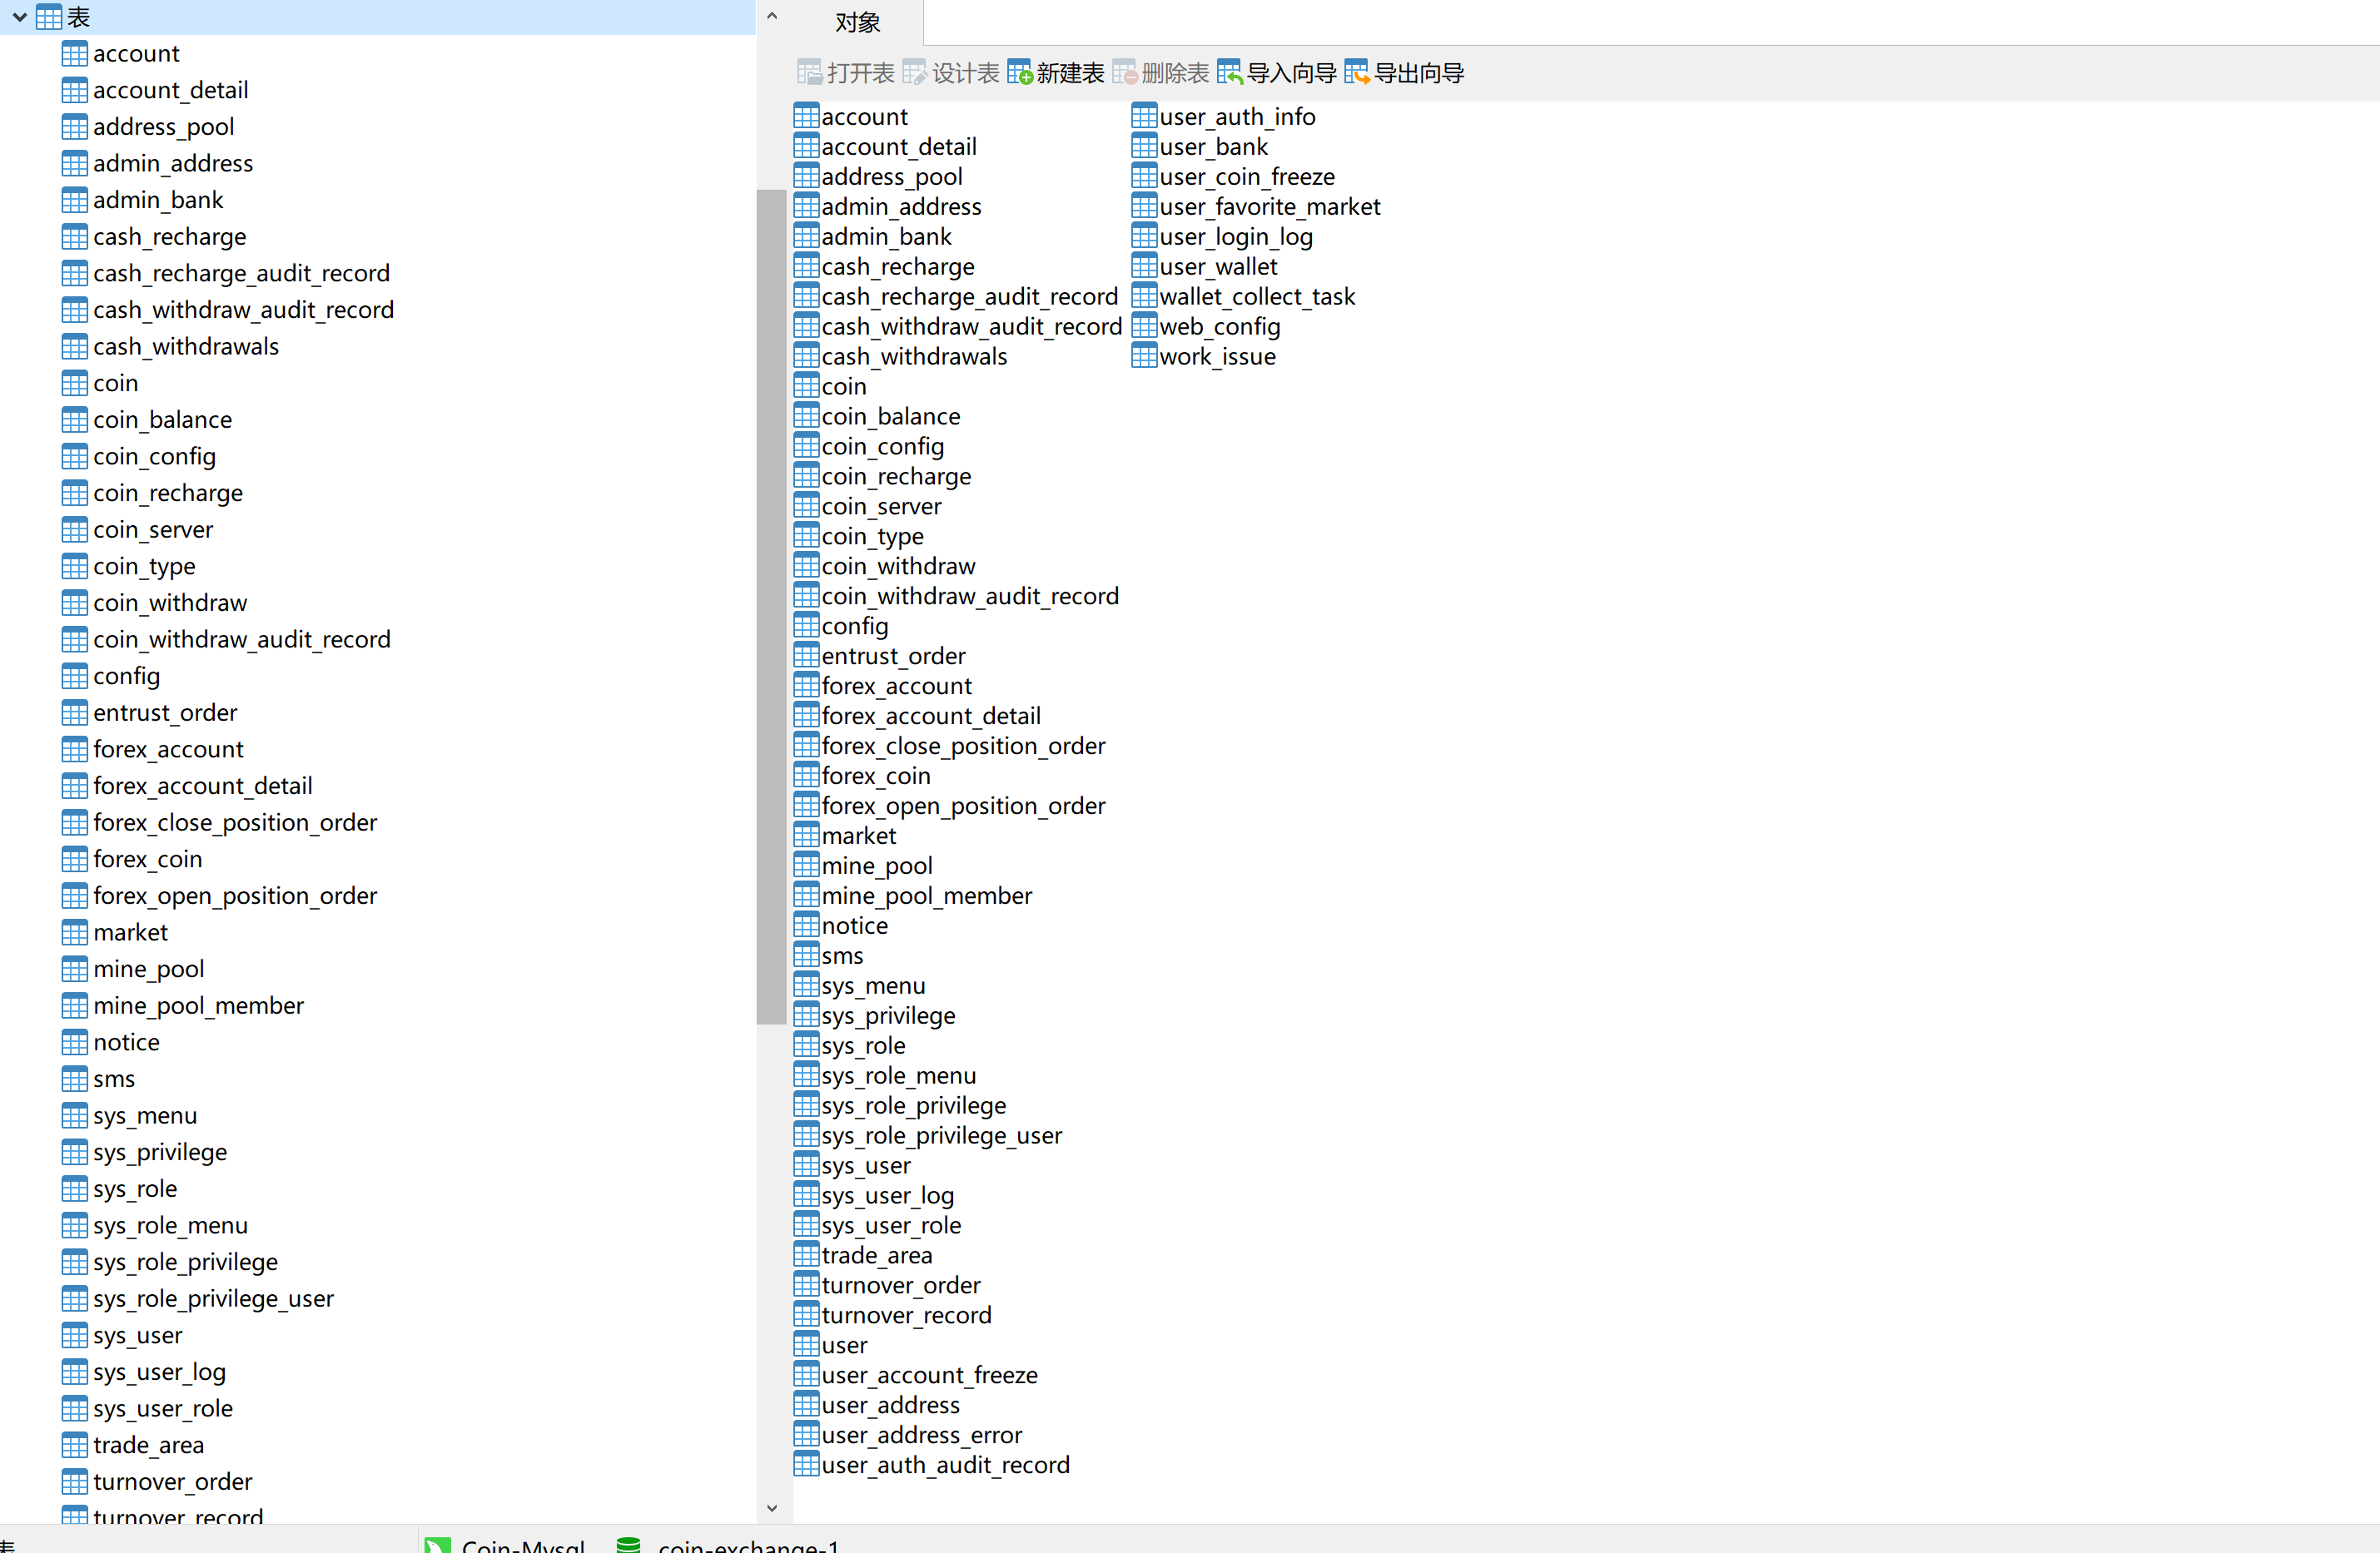 表
account
account_detail
address_pool
admin_address
admin_bank
cash_recharge
cash_recharge_audit_record
cash_withdraw_audit_record
cash_withdrawals
coin
coin_balance
coin_config
coin_recharge
coin_server
coin_type
coin_withdraw
coin_withdraw_audit_record
config
entrust_order
forex_account
forex_account_detail
forex_close_position_order
forex_coin
forex_open_position_order
market
mine_pool
mine_pool_member
notice
sms
sys_menu
sys_privilege
sys_role
sys_role_menu
sys_role_privilege
sys_role_privilege_user
sys_user
sys_user_log
sys_user_role
trade_area
turnover_order
turnover_record
对象
打开表 设计表 新建表 删除表 导入向导 导出向导
account
account_detail
address_pool
admin_address
admin_bank
cash_recharge
cash_recharge_audit_record
cash_withdraw_audit_record
cash_withdrawals
coin
coin_balance
coin_config
coin_recharge
coin_server
coin_type
coin_withdraw
coin_withdraw_audit_record
config
entrust_order
forex_account
forex_account_detail
forex_close_position_order
forex_coin
forex_open_position_order
market
mine_pool
mine_pool_member
notice
sms
sys_menu
sys_privilege
sys_role
sys_role_menu
sys_role_privilege
sys_role_privilege_user
sys_user
sys_user_log
sys_user_role
trade_area
turnover_order
turnover_record
user
user_account_freeze
user_address
user_address_error
user_auth_audit_record
user_auth_info
user_bank
user_coin_freeze
user_favorite_market
user_login_log
user_wallet
wallet_collect_task
web_config
work_issue
表 Coin-Mysql coin-exchange-1